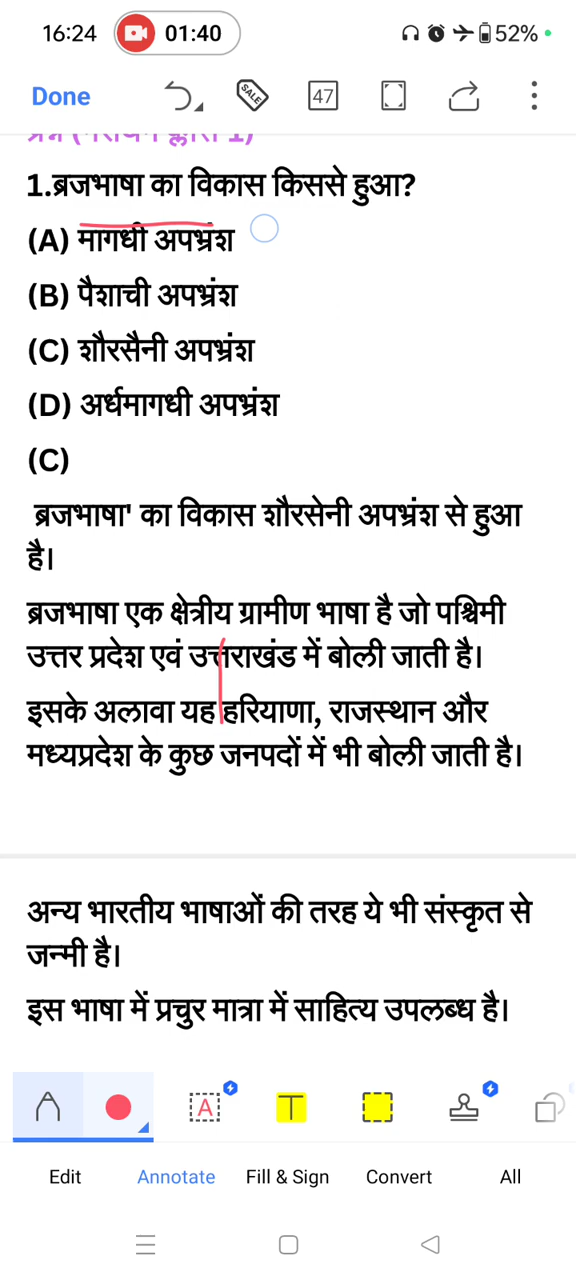 16:24
01:40
52%
Done
SALE
47
1.ब्रजभाषा का विकास किससे हुआ?
(A) मागधी अपभ्रंश
(B) पैशाची अपभ्रंश
(C) शौरसैनी अपभ्रंश
(D) अर्धमागधी अपभ्रंश
(C)
ब्रजभाषा' का विकास शौरसेनी अपभ्रंश से हुआ
है।
ब्रजभाषा एक क्षेत्रीय ग्रामीण भाषा है जो पश्चिमी
उत्तर प्रदेश एवं उत्तराखंड में बोली जाती है।
इसके अलावा यह हरियाणा, राजस्थान और
मध्यप्रदेश के कुछ जनपदों में भी बोली जाती है।
अन्य भारतीय भाषाओं की तरह ये भी संस्कृत से
जन्मी है।
इस भाषा में प्रचुर मात्रा में साहित्य उपलब्ध है।
A
T
Edit
Annotate
Fill & Sign
Convert
All